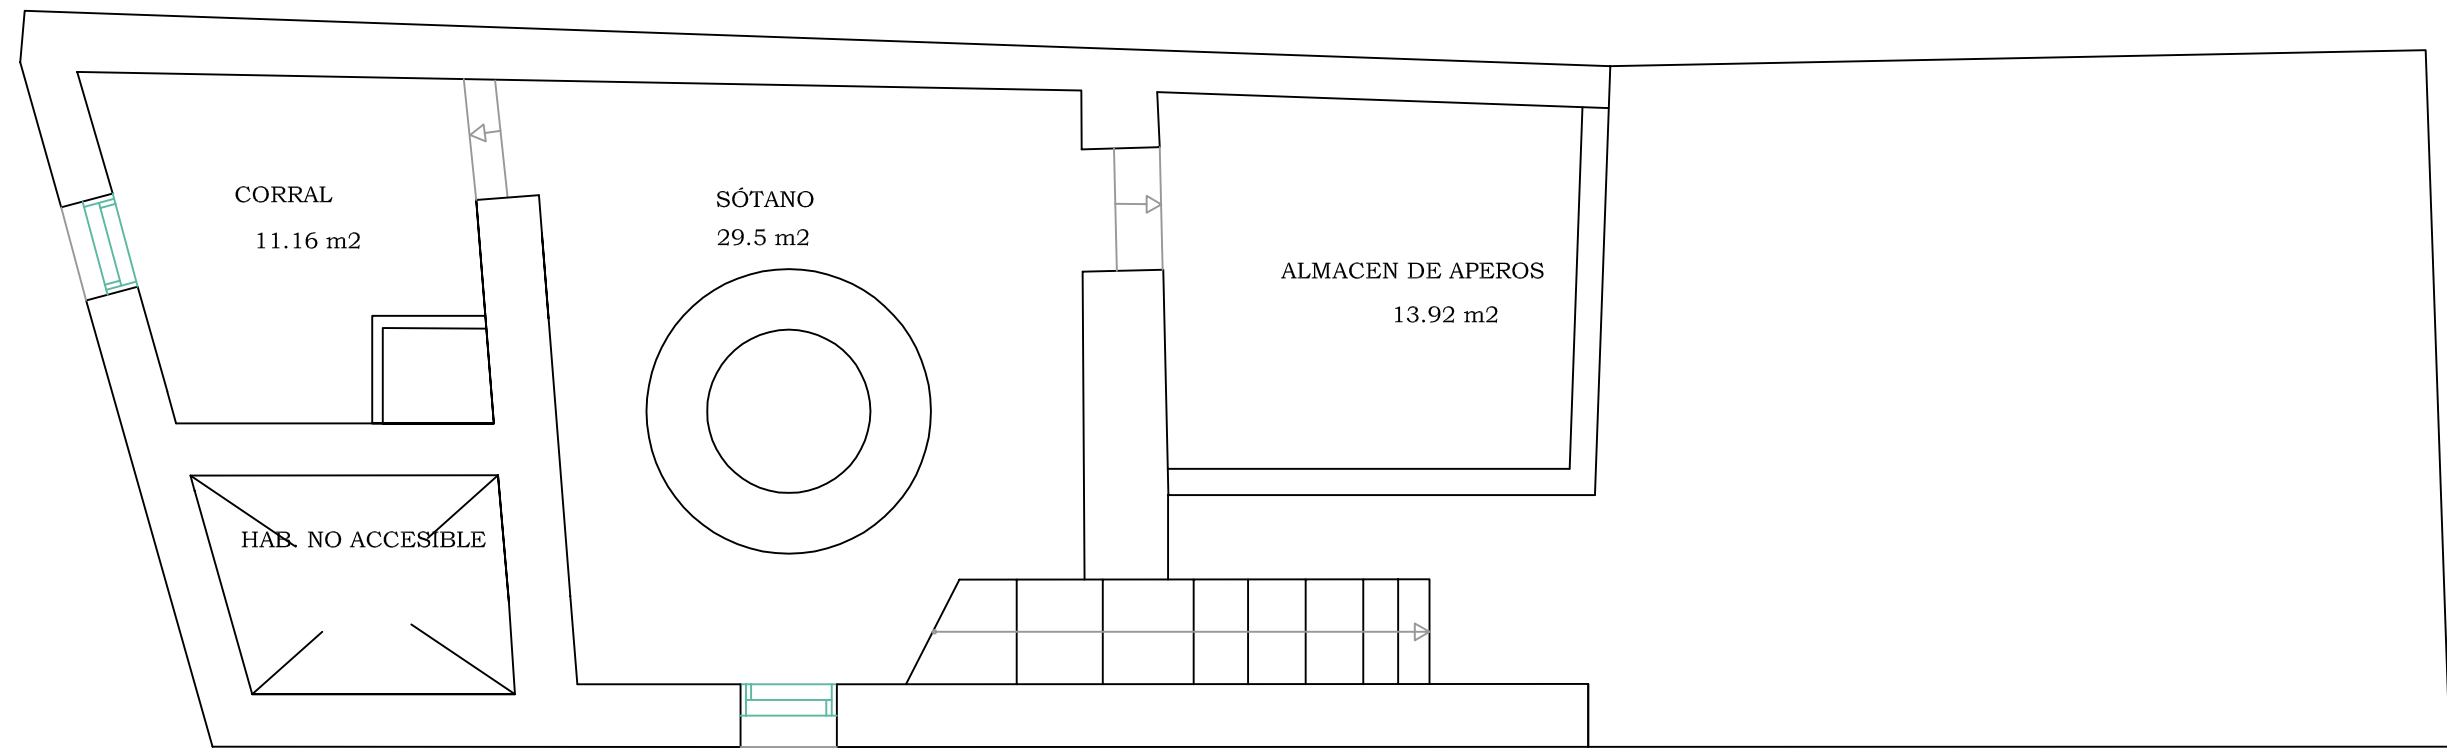 CORRAL
11.16 m2
SÓTANO
29.5 m2
ALMACEN DE APEROS
13.92 m2
HAB. NO ACCESIBLE